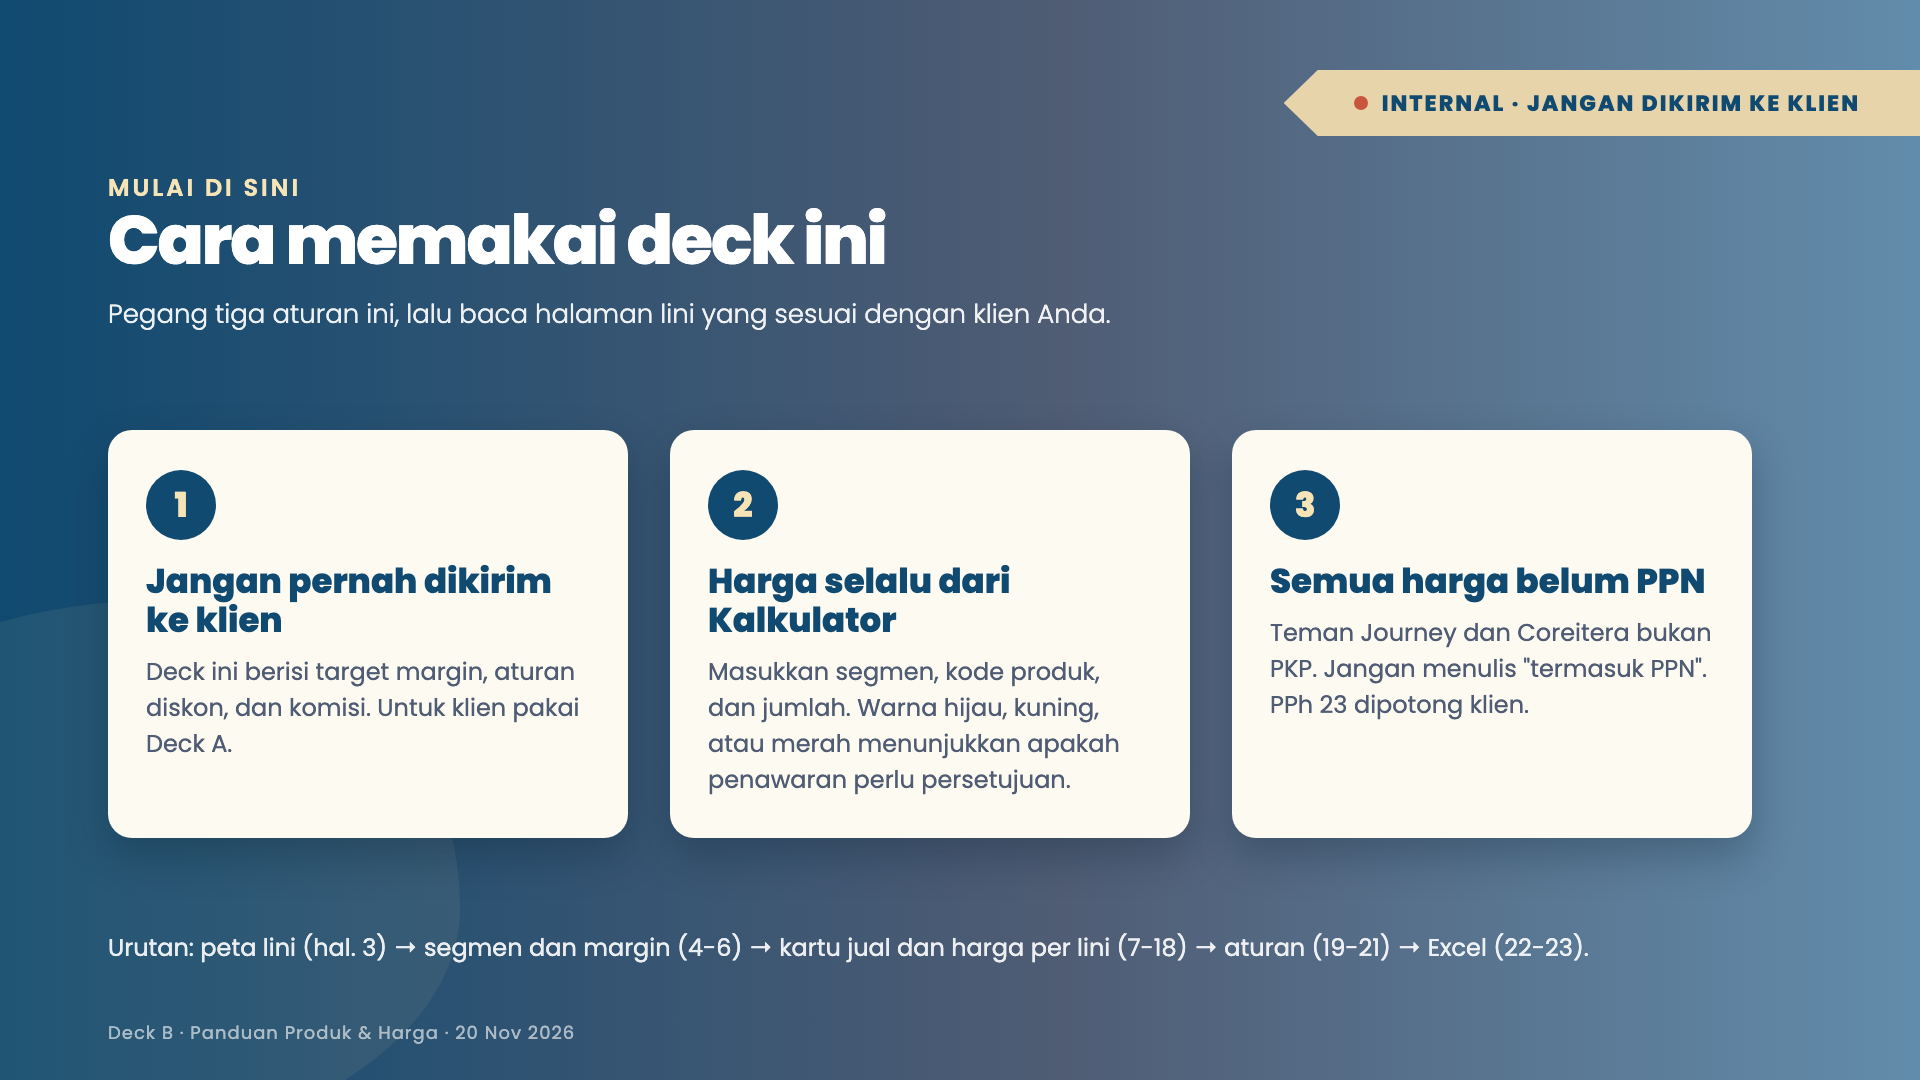 INTERNAL · JANGAN DIKIRIM KE KLIEN
MULAI DI SINI
Cara memakai deck ini
Pegang tiga aturan ini, lalu baca halaman lini yang sesuai dengan klien Anda.
1
Jangan pernah dikirim
ke klien
Deck ini berisi target margin, aturan
diskon, dan komisi. Untuk klien pakai
Deck A.
2
Harga selalu dari
Kalkulator
Masukkan segmen, kode produk,
dan jumlah. Warna hijau, kuning,
atau merah menunjukkan apakah
penawaran perlu persetujuan.
3
Semua harga belum PPN
Teman Journey dan Coreitera bukan
PKP. Jangan menulis "termasuk PPN".
PPh 23 dipotong klien.
Urutan: peta lini (hal. 3) → segmen dan margin (4-6) → kartu jual dan harga per lini (7-18) → aturan (19-21) → Excel (22-23).
Deck B · Panduan Produk & Harga · 20 Nov 2026